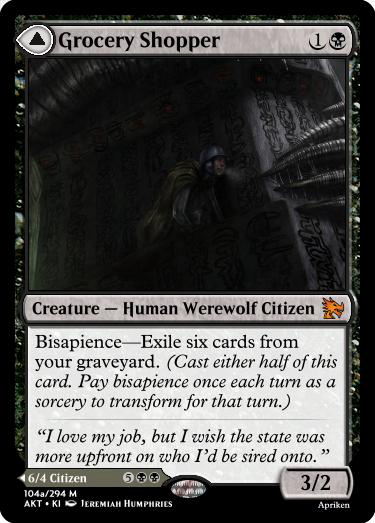 Grocery Shopper 1
Creature — Human Werewolf Citizen
Bisapience—Exile six cards from
your graveyard. (Cast either half of this
card. Pay bisapience once each turn as a
sorcery to transform for that turn.)
“I love my job, but I wish the state was
more upfront on who I’d be sired onto.”
6/4 Citizen 5
3/2
104a/294 M
AKT • KI Jeremiah Humphries
Apriken